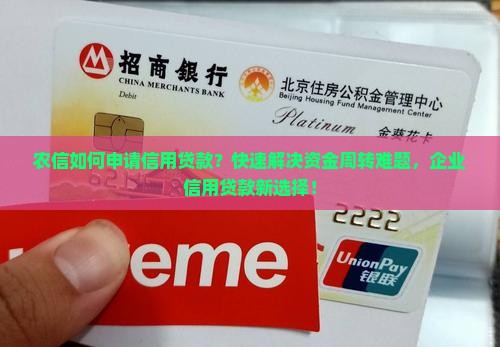 招商银行
CHINA MERCHANTS BANK
Debit
北京住房公积金管理中心
Beijing Housing Fund Management Center
Platinum
金葵花卡
农信如何申请信用贷款？快速解决资金周转难题，企业
信用贷款新选择！
2222
UnionPay
银联
reme